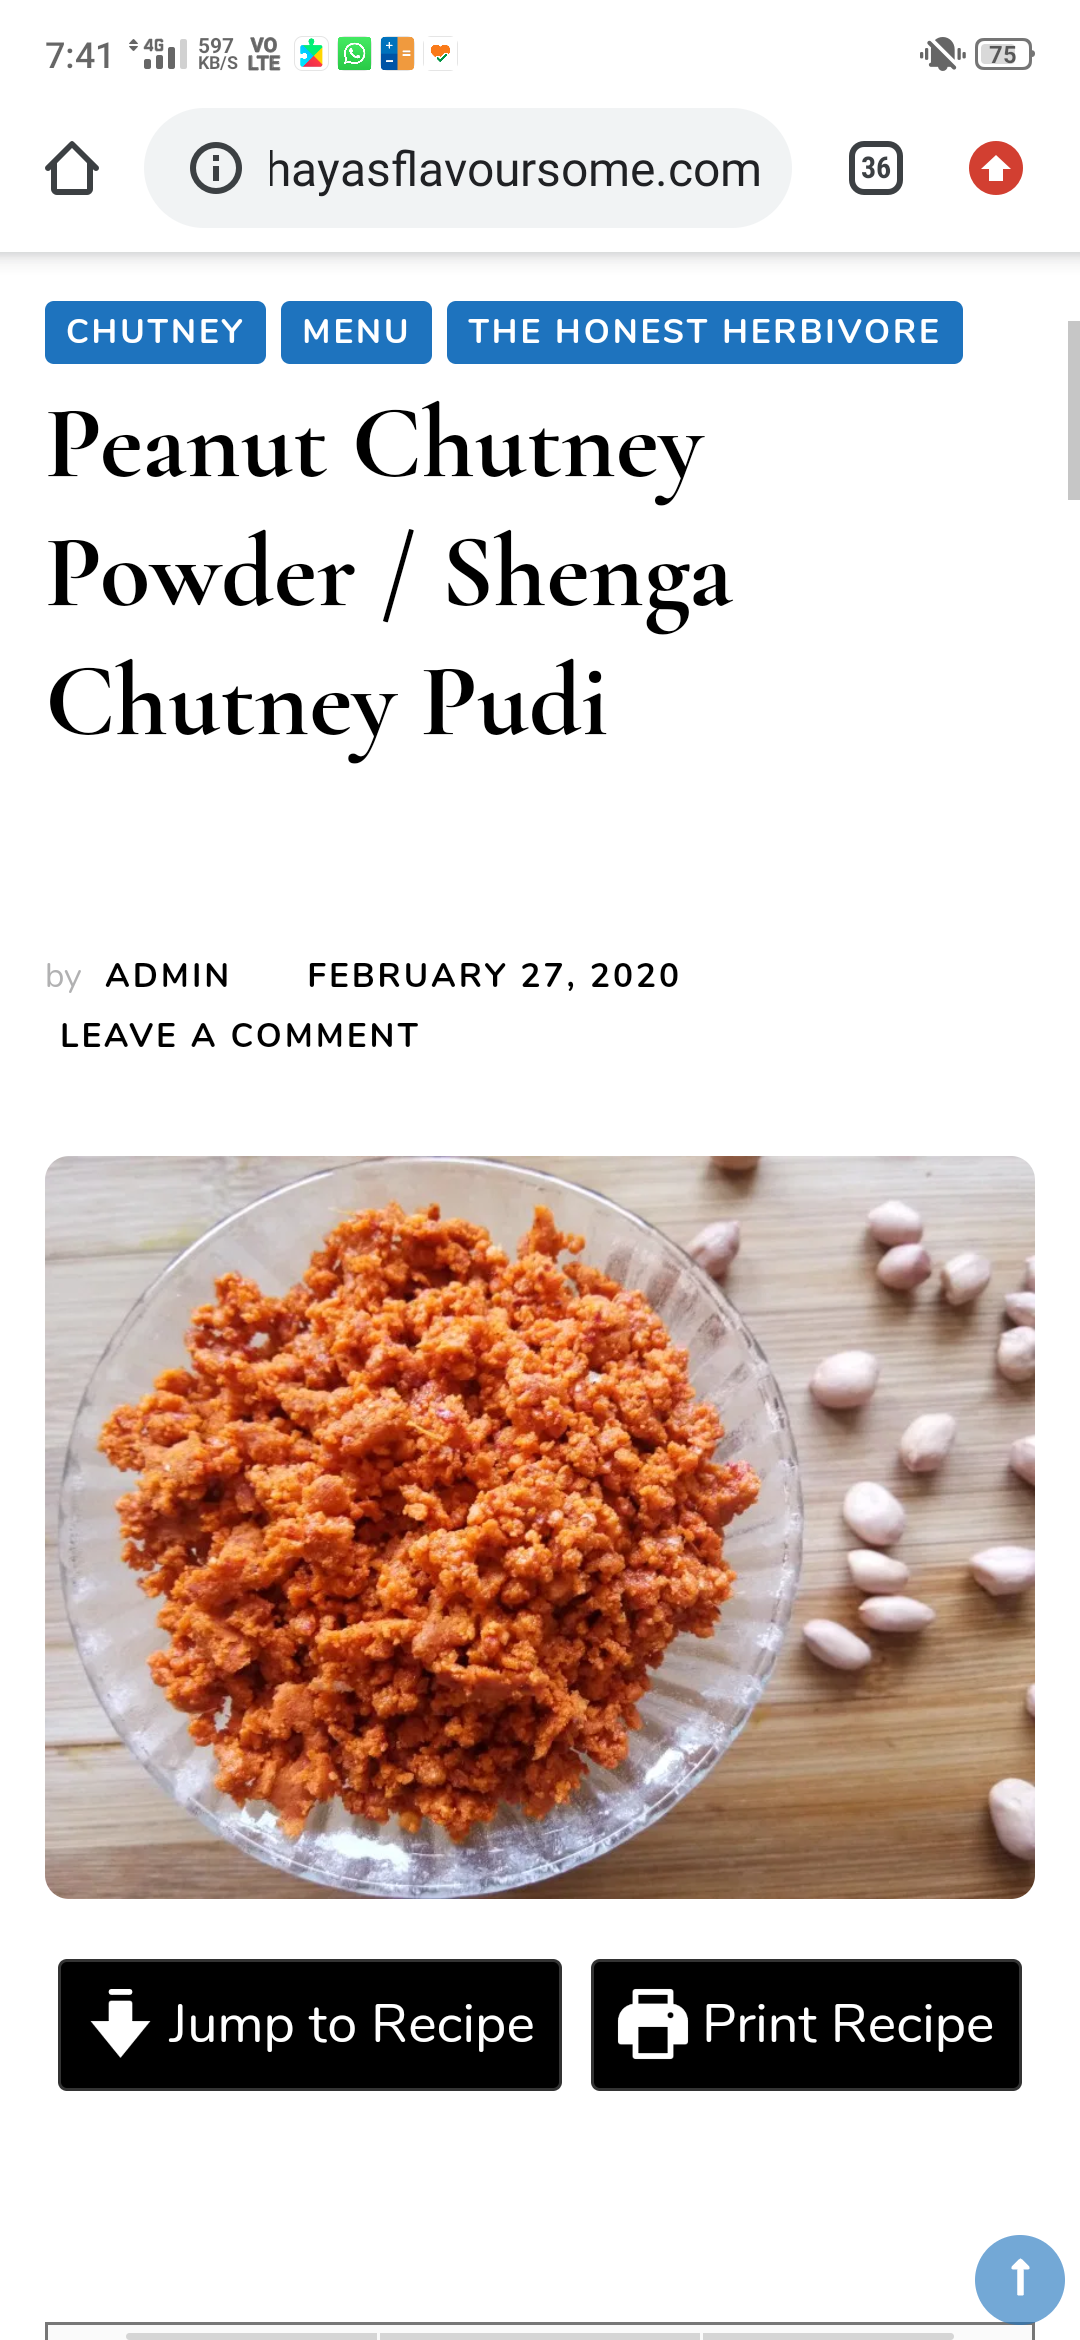 7:41 4G 597 KB/S VO LTE 75
hayasflavoursome.com 36
CHUTNEY MENU THE HONEST HERBIVORE
Peanut Chutney
Powder / Shenga
Chutney Pudi
by ADMIN FEBRUARY 27, 2020
LEAVE A COMMENT
Jump to Recipe Print Recipe